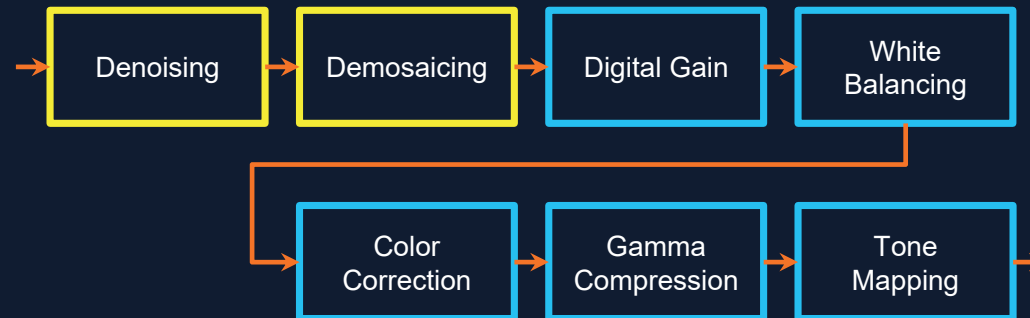 Denoising
Demosaicing
Digital Gain
White
Balancing
Color
Correction
Gamma
Compression
Tone
Mapping